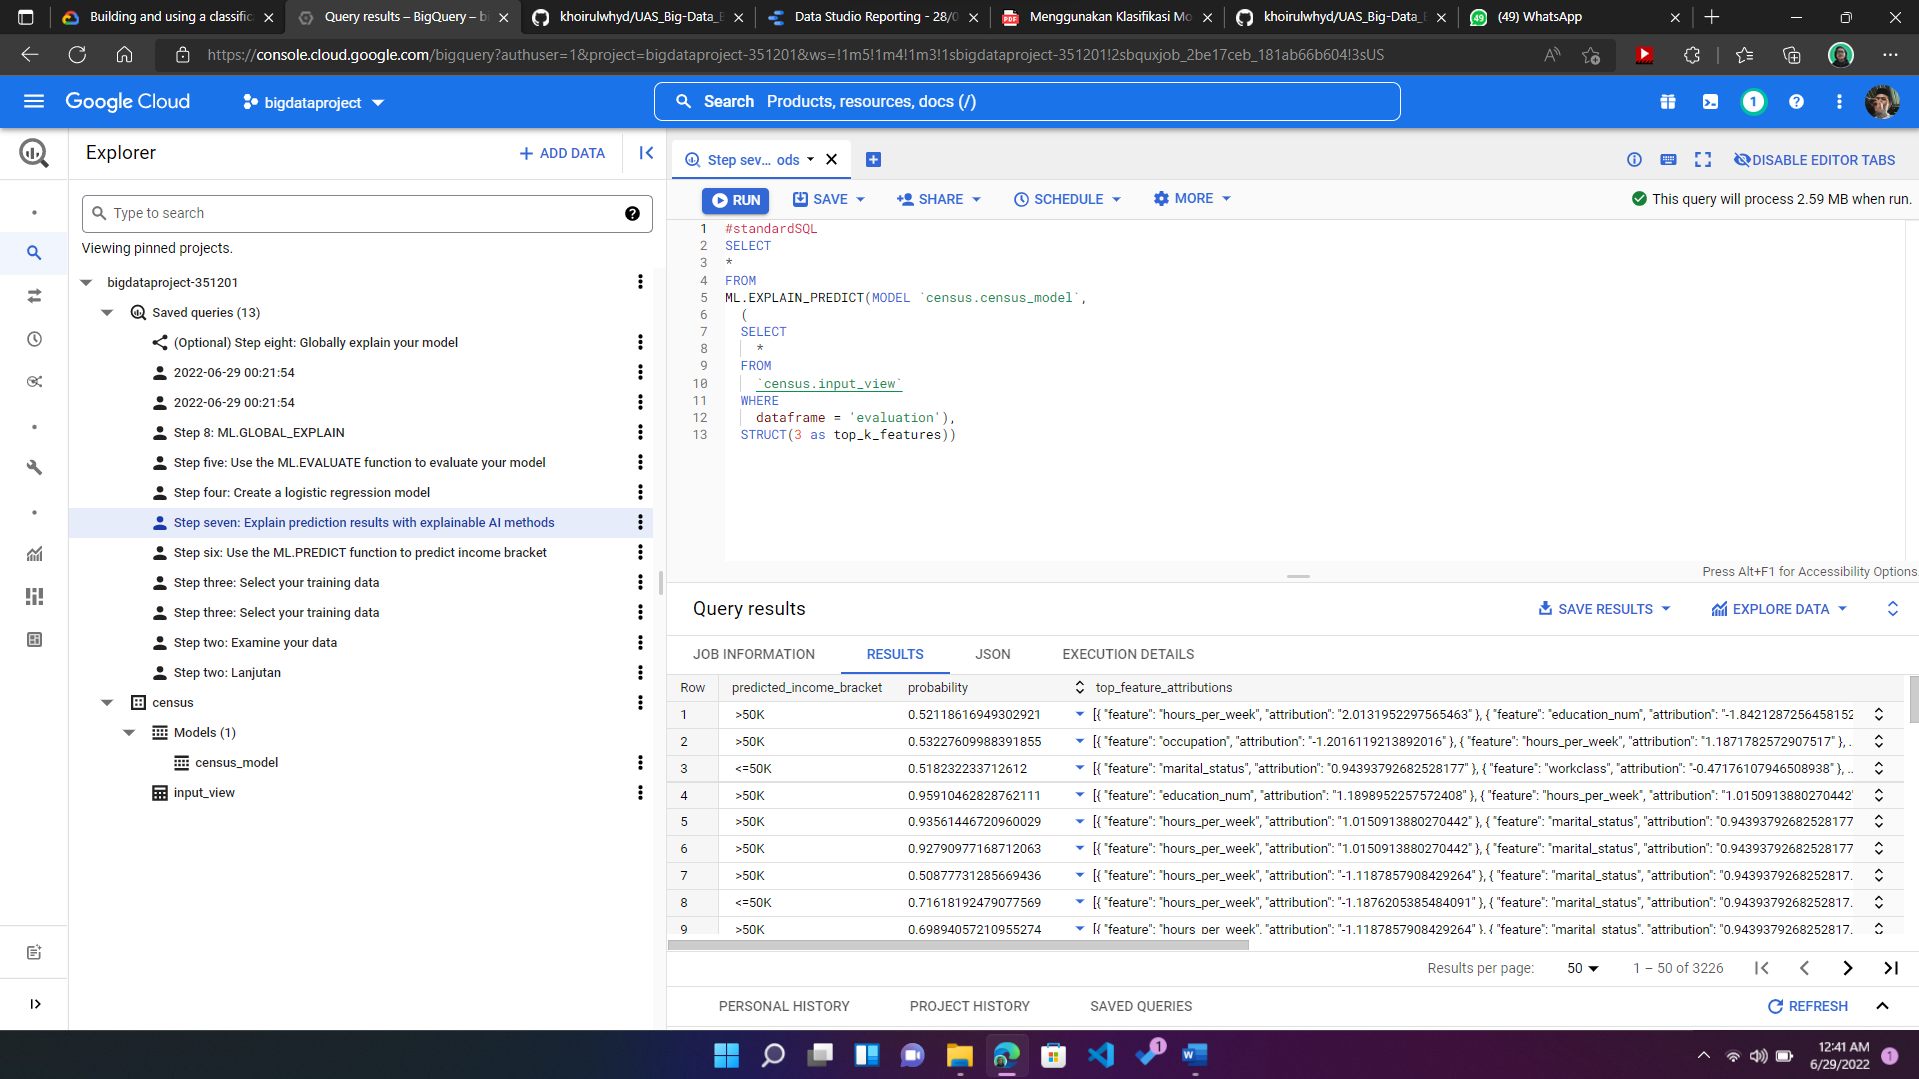 Building and using a classific
Query results – BigQuery – bi
khoirulwhyd/UAS_Big-Data_E
Data Studio Reporting - 28/0
Menggunakan Klasifikasi Mo
khoirulwhyd/UAS_Big-Data_E
(49) WhatsApp
https://console.cloud.google.com/bigquery?authuser=1&project=bigdataproject-351201&ws=!1m5!1m4!1m3!1sbigdataproject-351201!2sbquxjob_2be17ceb_181ab66b604!3sUS
Google Cloud
bigdataproject
Search Products, resources, docs (/)
1
Explorer
ADD DATA
Step sev... ods
DISABLE EDITOR TABS
Type to search
RUN
SAVE
SHARE
SCHEDULE
MORE
This query will process 2.59 MB when run.
Viewing pinned projects.
bigdataproject-351201
Saved queries (13)
(Optional) Step eight: Globally explain your model
2022-06-29 00:21:54
2022-06-29 00:21:54
Step 8: ML.GLOBAL_EXPLAIN
Step five: Use the ML.EVALUATE function to evaluate your model
Step four: Create a logistic regression model
Step seven: Explain prediction results with explainable AI methods
Step six: Use the ML.PREDICT function to predict income bracket
Step three: Select your training data
Step three: Select your training data
Step two: Examine your data
Step two: Lanjutan
census
Models (1)
census_model
input_view
1 #standardSQL
2 SELECT
3 *
4 FROM
5 ML.EXPLAIN_PREDICT(MODEL `census.census_model`,
6 (
7 SELECT
8 *
9 FROM
10 `census.input_view`
11 WHERE
12 dataframe = 'evaluation'),
13 STRUCT(3 as top_k_features))
Press Alt+F1 for Accessibility Options.
Query results
SAVE RESULTS
EXPLORE DATA
JOB INFORMATION
RESULTS
JSON
EXECUTION DETAILS
Row predicted_income_bracket probability top_feature_attributions
1 >50K 0.52118616949302921 [{ "feature": "hours_per_week", "attribution": "2.0131952297565463" }, { "feature": "education_num", "attribution": "-1.8421287256458152
2 >50K 0.53227609988391855 [{ "feature": "occupation", "attribution": "-1.2016119213892016" }, { "feature": "hours_per_week", "attribution": "1.1871782572907517" }, ..
3 <=50K 0.518232233712612 [{ "feature": "marital_status", "attribution": "0.94393792682528177" }, { "feature": "workclass", "attribution": "-0.47176107946508938" }, ..
4 >50K 0.95910462828762111 [{ "feature": "education_num", "attribution": "1.1898952257572408" }, { "feature": "hours_per_week", "attribution": "1.0150913880270442"
5 >50K 0.93561446720960029 [{ "feature": "hours_per_week", "attribution": "1.0150913880270442" }, { "feature": "marital_status", "attribution": "0.94393792682528177
6 >50K 0.92790977168712063 [{ "feature": "hours_per_week", "attribution": "1.0150913880270442" }, { "feature": "marital_status", "attribution": "0.94393792682528177
7 >50K 0.50877731285669436 [{ "feature": "hours_per_week", "attribution": "-1.1187857908429264" }, { "feature": "marital_status", "attribution": "0.9439379268252817.
8 <=50K 0.71618192479077569 [{ "feature": "hours_per_week", "attribution": "-1.1876205385484091" }, { "feature": "marital_status", "attribution": "0.9439379268252817.
9 >50K 0.69894057210955274 [{ "feature": "hours_per_week", "attribution": "-1.1187857908429264" }, { "feature": "marital_status", "attribution": "0.9439379268252817.
Results per page: 50 1 – 50 of 3226
PERSONAL HISTORY
PROJECT HISTORY
SAVED QUERIES
REFRESH
1
12:41 AM
6/29/2022
1